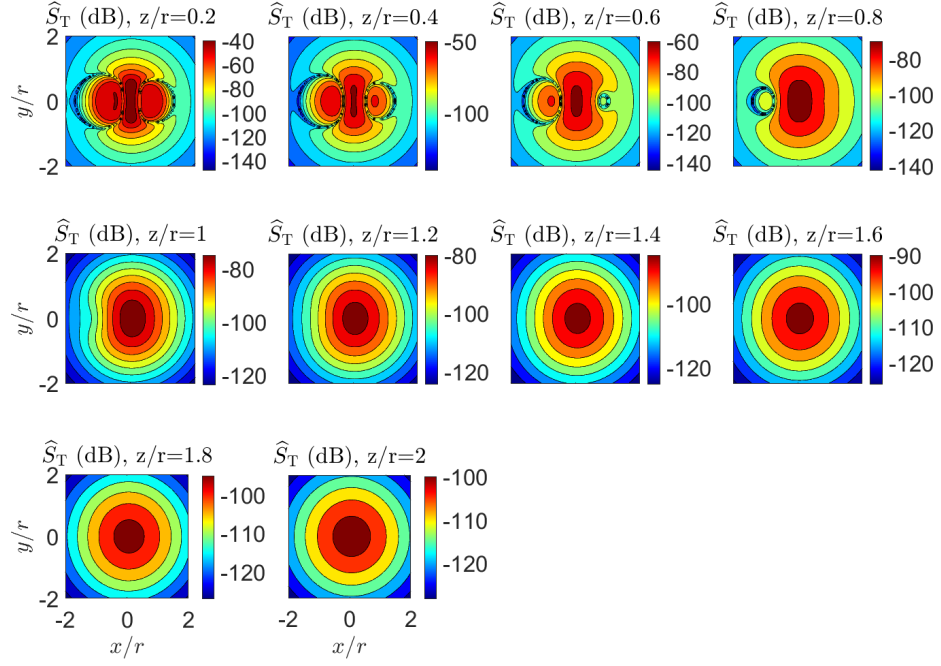 Ŝ_T (dB), z/r=0.2 Ŝ_T (dB), z/r=0.4 Ŝ_T (dB), z/r=0.6 Ŝ_T (dB), z/r=0.8
2 -40 -50 -60
-60 -80
y/r 0 -80 -80
-100 -100 -100 -100
-120 -120 -120
-2 -140 -140 -140
Ŝ_T (dB), z/r=1 Ŝ_T (dB), z/r=1.2 Ŝ_T (dB), z/r=1.4 Ŝ_T (dB), z/r=1.6
2 -75 -80 -90
y/r 0 -100 -100 -100 -100
-110
-2 -120 -120 -120 -120
Ŝ_T (dB), z/r=1.8 Ŝ_T (dB), z/r=2
2 -100 -100
y/r 0 -110 -110
-120 -120
-2
-2 0 2 -2 0 2
x/r x/r